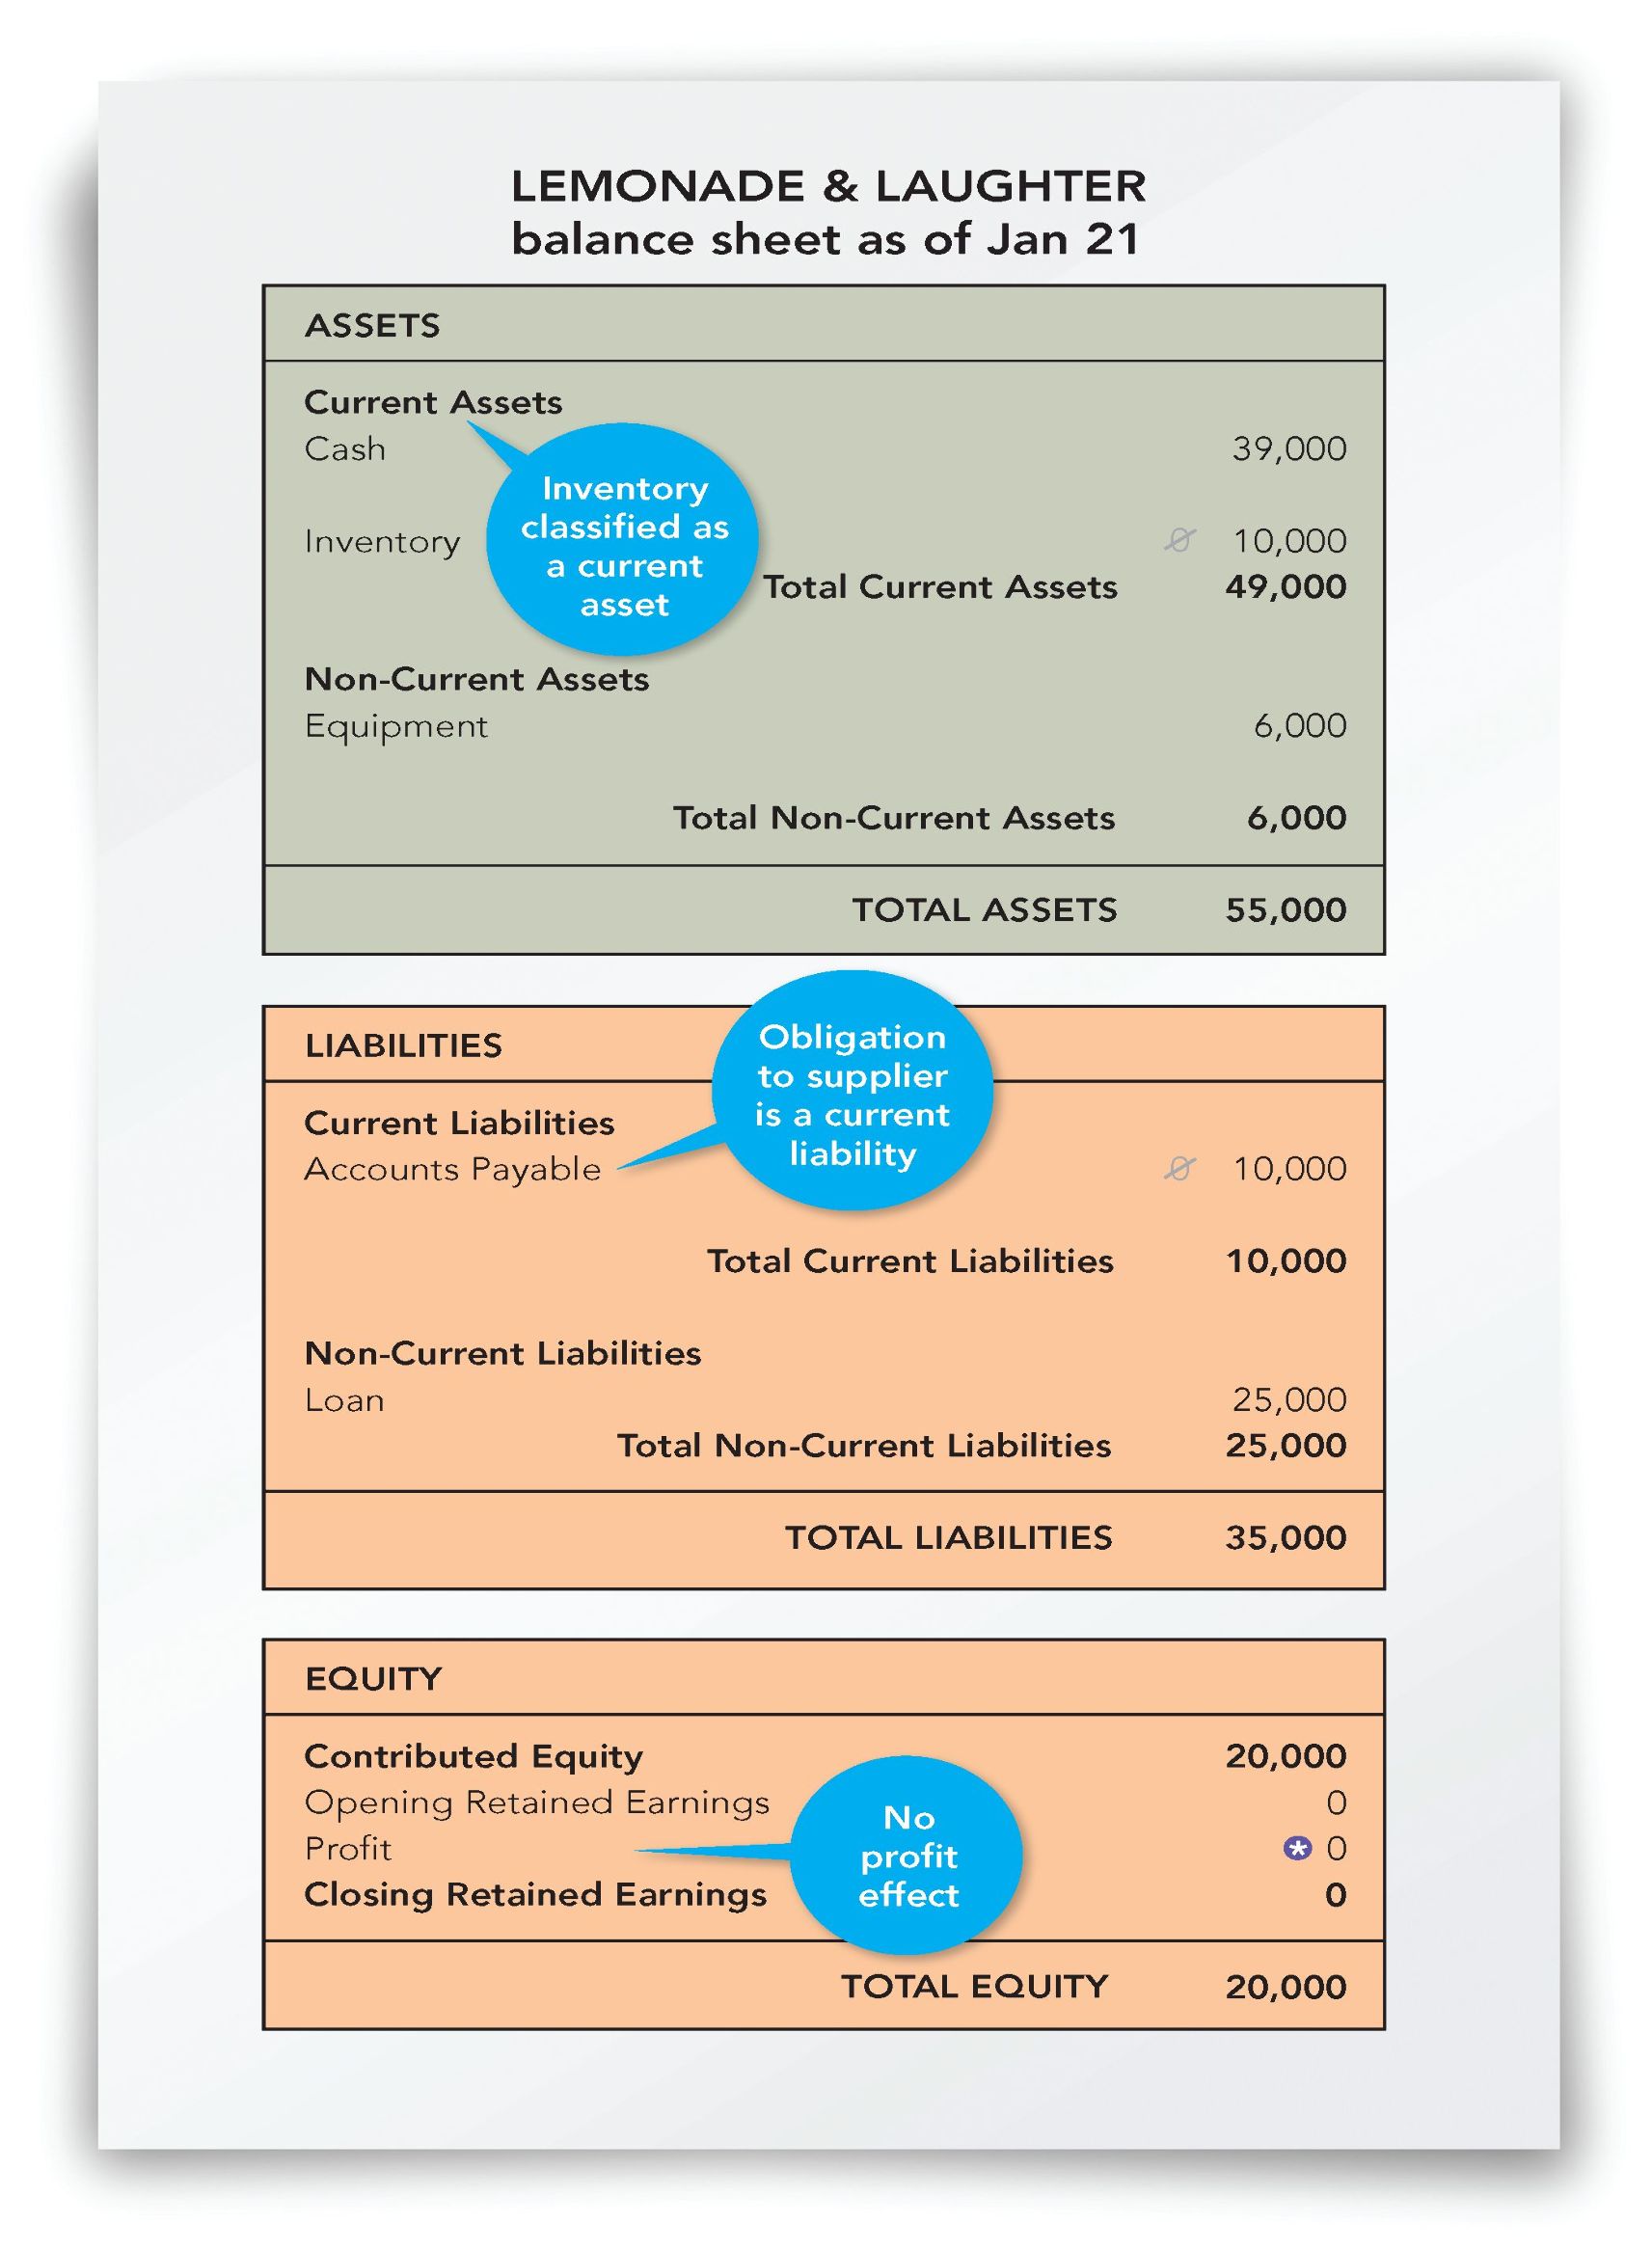 LEMONADE & LAUGHTER
balance sheet as of Jan 21
ASSETS
Current Assets
Cash 39,000
Inventory
classified as
a current
asset
Inventory 0 10,000
Total Current Assets 49,000
Non-Current Assets
Equipment 6,000
Total Non-Current Assets 6,000
TOTAL ASSETS 55,000
Obligation
to supplier
is a current
liability
LIABILITIES
Current Liabilities
Accounts Payable 0 10,000
Total Current Liabilities 10,000
Non-Current Liabilities
Loan 25,000
Total Non-Current Liabilities 25,000
TOTAL LIABILITIES 35,000
EQUITY
Contributed Equity 20,000
Opening Retained Earnings 0
No
profit
effect
Profit * 0
Closing Retained Earnings 0
TOTAL EQUITY 20,000